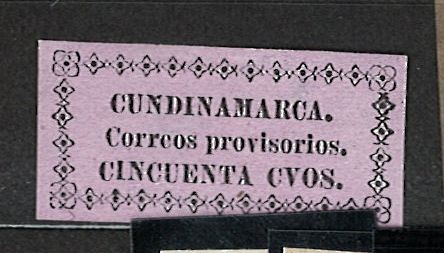 CUNDINAMARCA.
Correos provisorios.
CINCUENTA CVOS.